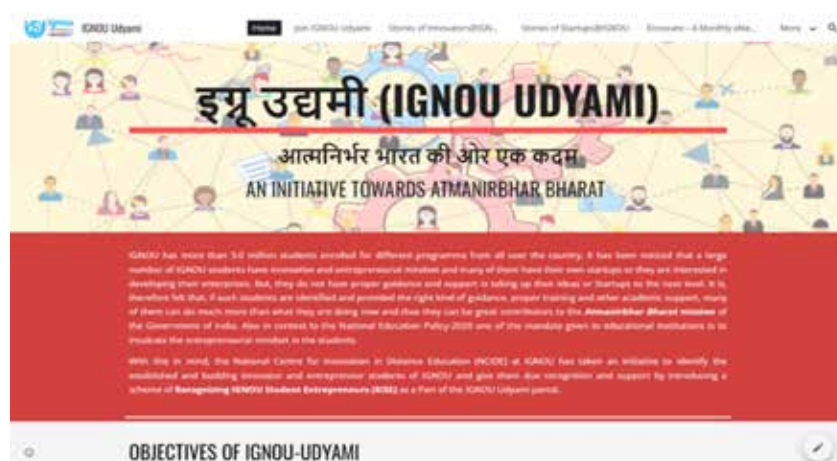 IGNOU Udyami
Home Join IGNOU Udyami Stories of Innovators@IGN... Stories of Startups@IGNOU Einnovate - A Monthly eNe... More
इग्नू उद्यमी (IGNOU UDYAMI)
आत्मनिर्भर भारत की ओर एक कदम
AN INITIATIVE TOWARDS ATMANIRBHAR BHARAT
IGNOU has more than 3.0 million students enrolled for different programme from all over the country. It has been noticed that a large
number of IGNOU students have innovative and entrepreneurial mindset and many of them have their own startups or they are interested in
developing their enterprises. But, they do not have proper guidance and support in taking up their ideas or Startups to the next level. It is,
therefore felt that, if such students are identified and provided the right kind of guidance, proper training and other academic support, many
of them can do much more than what they are doing now and thus they can be great contributors to the Atmanirbhar Bharat mission of
the Government of India. Also in context to the National Education Policy-2020 one of the mandate given to educational institutions is to
inculcate the entrepreneurial mindset in the students.
With this in mind, the National Centre for Innovation in Distance Education (NCIDE) at IGNOU has taken an initiative to identify the
established and budding innovator and entrepreneur students of IGNOU and give them due recognition and support by introducing a
scheme of Recognizing IGNOU Student Entrepreneurs (RISE) as a Part of the IGNOU Udyami portal.
OBJECTIVES OF IGNOU-UDYAMI